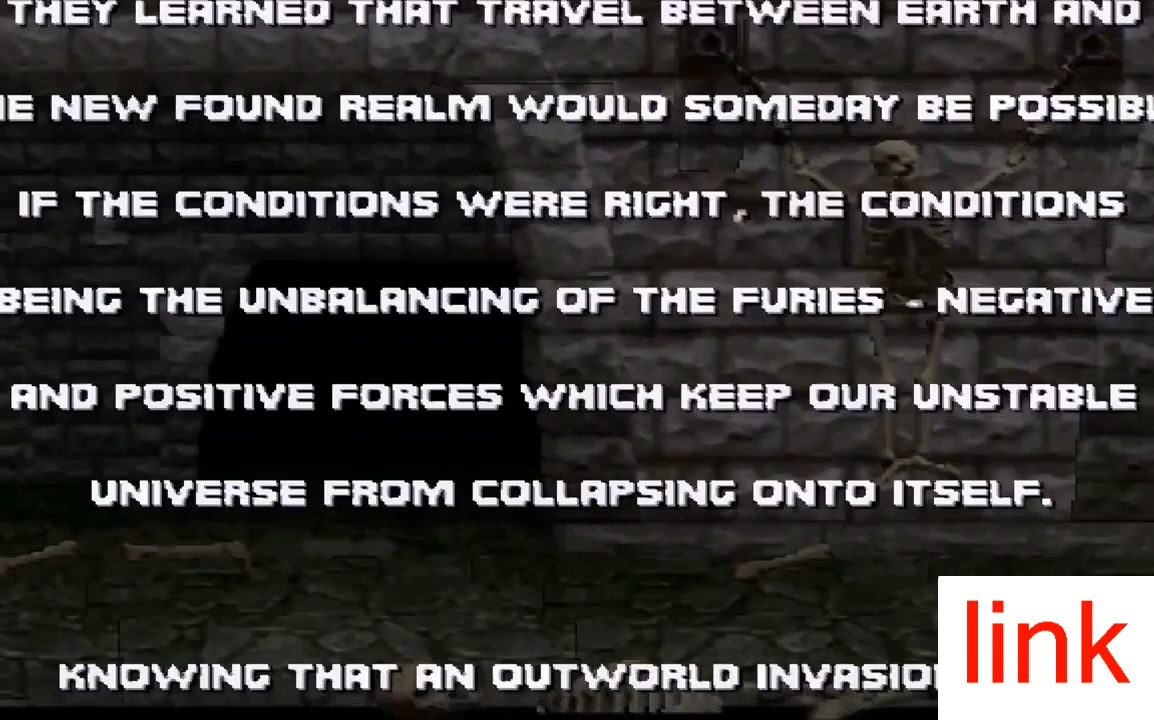 THEY LEARNED THAT TRAVEL BETWEEN EARTH AND
NEW FOUND REALM WOULD SOMEDAY BE
IF THE CONDITIONS WERE RIGHT, THE CONDITIONS
BEING THE UNBALANCING OF THE FURIES - NEGATIVE
AND POSITIVE FORCES WHICH KEEP OUR UNSTABLE
UNIVERSE FROM COLLAPSING ONTO ITSELF.
KNOWING THAT AN OUTWORLD
link